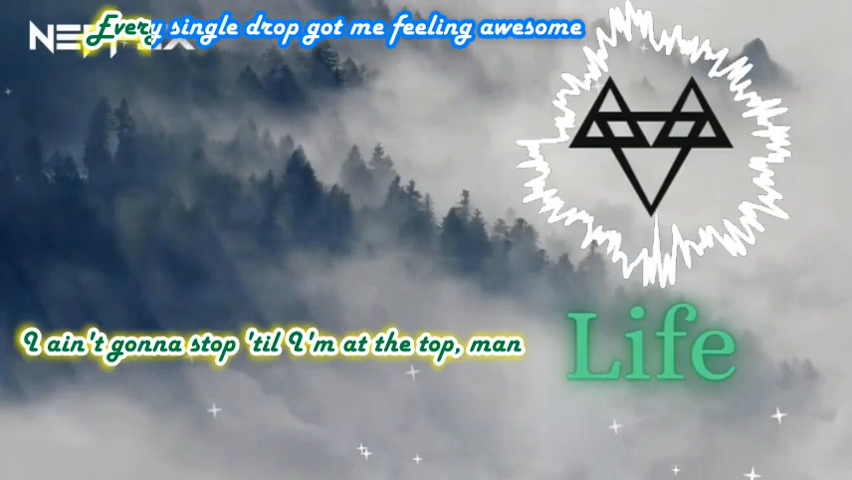 Every single drop got me feeling awesome
I ain't gonna stop 'til I'm at the top, man
Life